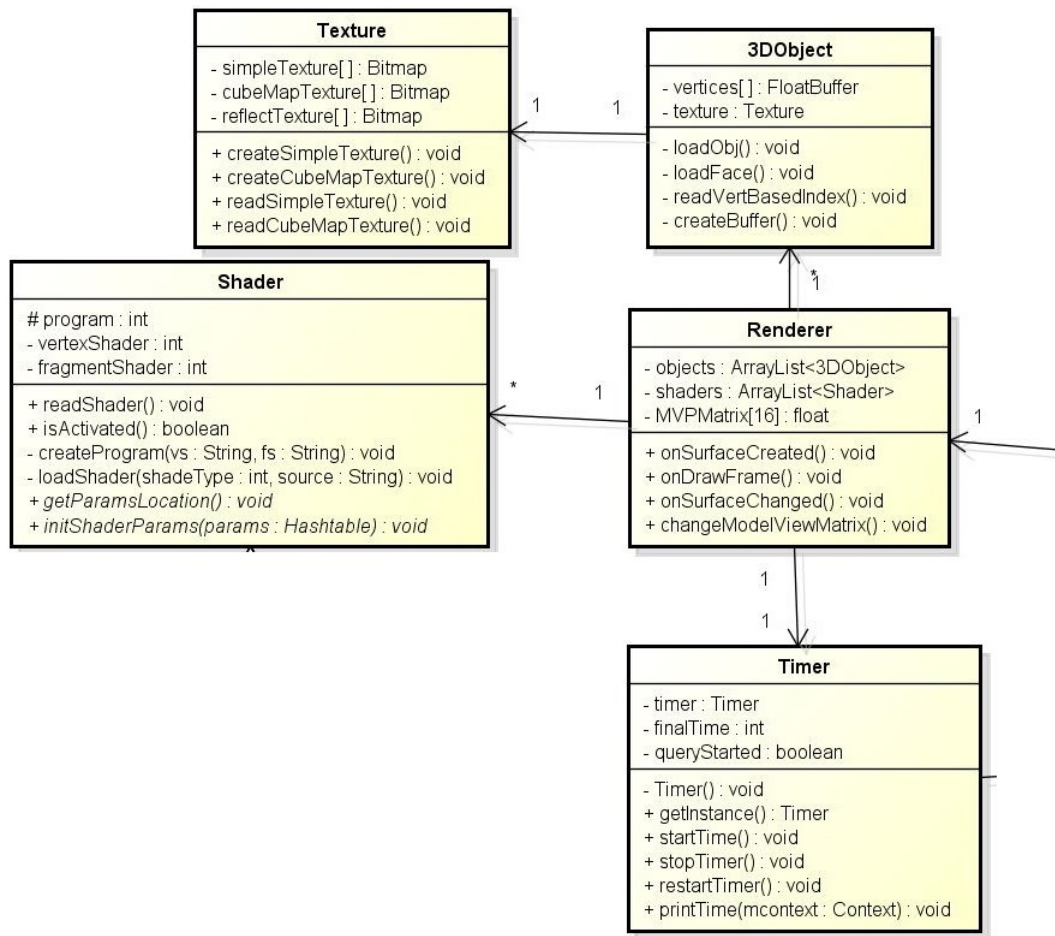 Texture
- simpleTexture[ ] : Bitmap
- cubeMapTexture[ ] : Bitmap
- reflectTexture[ ] : Bitmap
+ createSimpleTexture() : void
+ createCubeMapTexture() : void
+ readSimpleTexture() : void
+ readCubeMapTexture() : void
1
1
3DObject
- vertices[ ] : FloatBuffer
- texture : Texture
- loadObj() : void
- loadFace() : void
- readVertBasedIndex() : void
- createBuffer() : void
*
1
Shader
# program : int
- vertexShader : int
- fragmentShader : int
+ readShader() : void
+ isActivated() : boolean
- createProgram(vs : String, fs : String) : void
- loadShader(shadeType : int, source : String) : void
+ getParamsLocation() : void
+ initShaderParams(params : Hashtable) : void
*
1
Renderer
- objects : ArrayList<3DObject>
- shaders : ArrayList<Shader>
- MVPMatrix[16] : float
+ onSurfaceCreated() : void
+ onDrawFrame() : void
+ onSurfaceChanged() : void
+ changeModelViewMatrix() : void
1
1
1
Timer
- timer : Timer
- finalTime : int
- queryStarted : boolean
- Timer() : void
+ getInstance() : Timer
+ startTime() : void
+ stopTimer() : void
+ restartTimer() : void
+ printTime(mcontext : Context) : void